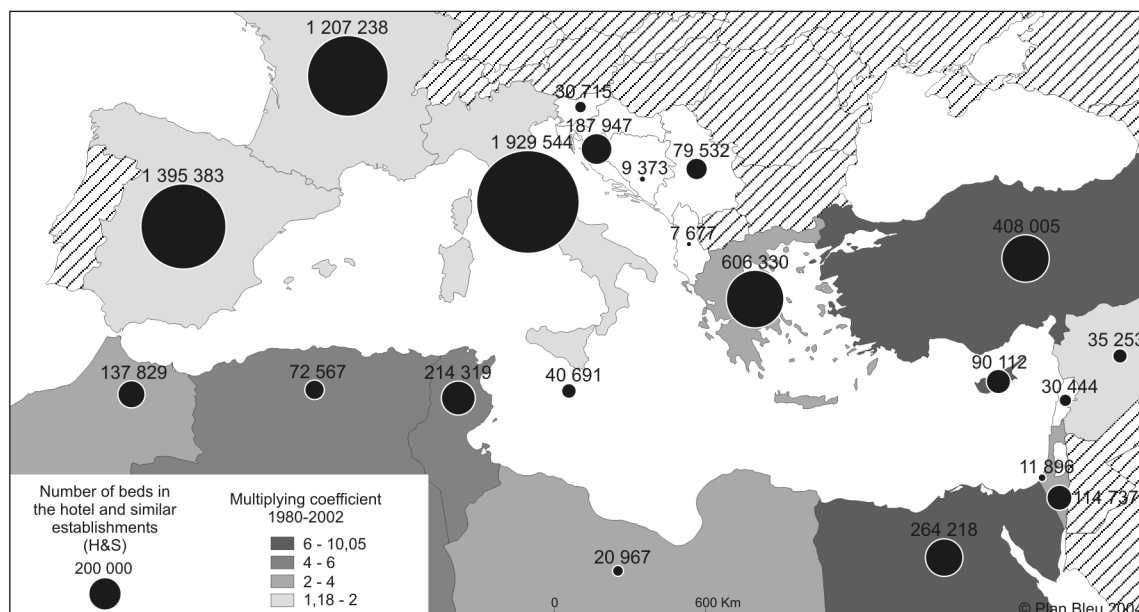 1 207 238
30 715
187 947
1 929 544
79 532
9 373
1 395 383
7 677
408 005
606 330
35 253
90 112
137 829
72 567
214 319
40 691
30 444
11 896
114 737
264 218
20 967
Number of beds in
the hotel and similar
establishments
(H&S)
200 000
Multiplying coefficient
1980-2002
6 - 10,05
4 - 6
2 - 4
1,18 - 2
0 600 Km
© Plan Bleu